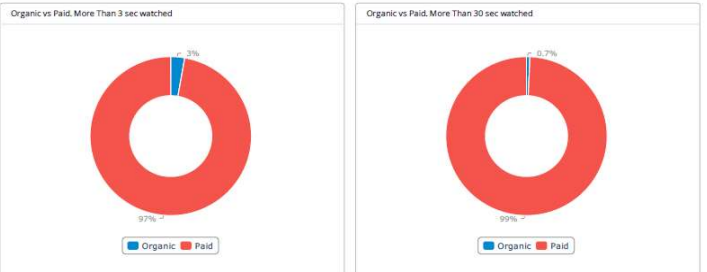 Organic vs Paid, More Than 3 sec watched
3%
97%
Organic Paid
Organic vs Paid, More Than 30 sec watched
0.7%
99%
Organic Paid